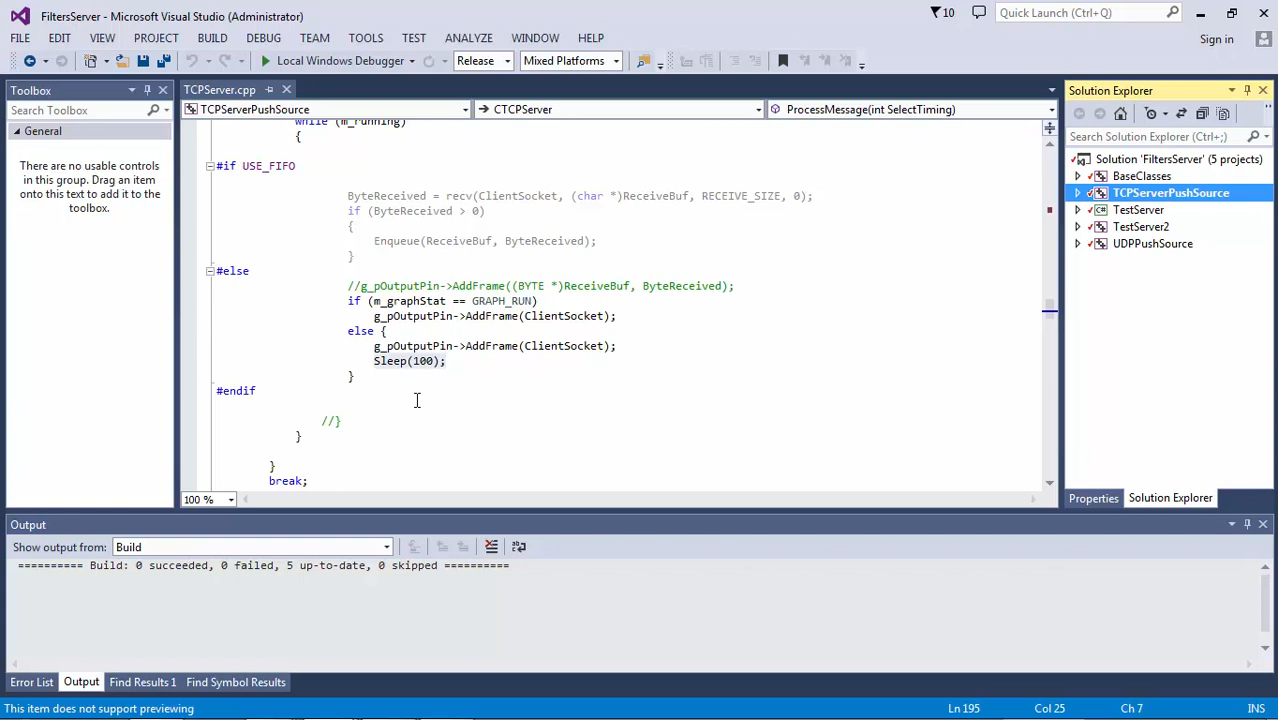 FiltersServer - Microsoft Visual Studio (Administrator)
10
Quick Launch (Ctrl+Q)
FILE EDIT VIEW PROJECT BUILD DEBUG TEAM TOOLS TEST ANALYZE WINDOW HELP
Sign in
Local Windows Debugger
Release
Mixed Platforms
Toolbox
Search Toolbox
General
There are no usable controls
in this group. Drag an item
onto this text to add it to the
toolbox.
TCPServer.cpp
TCPServerPushSource
CTCPServer
ProcessMessage(int SelectTiming)
while (m_running)
{
#if USE_FIFO
ByteReceived = recv(ClientSocket, (char *)ReceiveBuf, RECEIVE_SIZE, 0);
if (ByteReceived > 0)
{
Enqueue(ReceiveBuf, ByteReceived);
}
#else
//g_pOutputPin->AddFrame((BYTE *)ReceiveBuf, ByteReceived);
if (m_graphStat == GRAPH_RUN)
g_pOutputPin->AddFrame(ClientSocket);
else {
g_pOutputPin->AddFrame(ClientSocket);
Sleep(100);
}
#endif
//}
}
}
break;
100 %
Solution Explorer
Search Solution Explorer (Ctrl+;)
Solution 'FiltersServer' (5 projects)
BaseClasses
TCPServerPushSource
TestServer
TestServer2
UDPPushSource
Properties Solution Explorer
Output
Show output from: Build
========== Build: 0 succeeded, 0 failed, 5 up-to-date, 0 skipped ==========
Error List Output Find Results 1 Find Symbol Results
This item does not support previewing
Ln 195 Col 25 Ch 7 INS